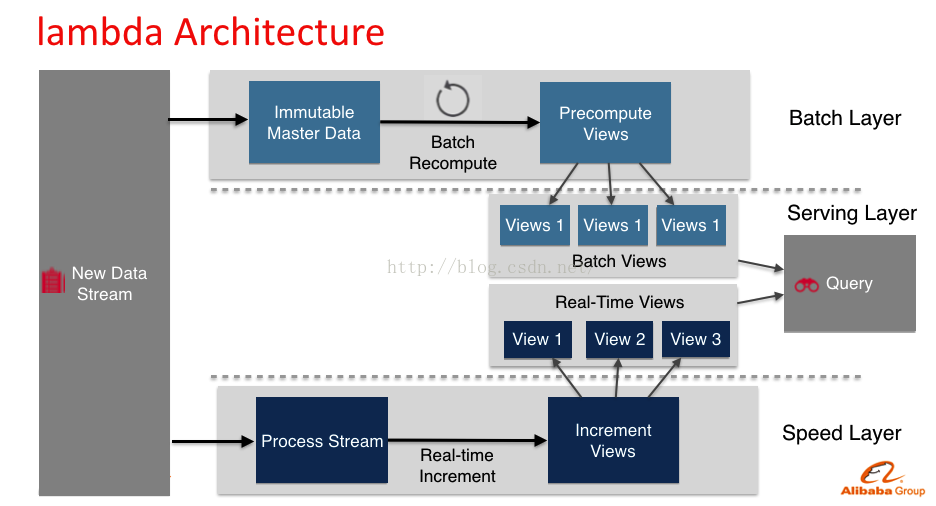 lambda Architecture
New Data
Stream
Immutable
Master Data
Batch
Recompute
Precompute
Views
Batch Layer
Views 1
Views 1
Views 1
Batch Views
Serving Layer
http://blog.csdn.net/
Query
Real-Time Views
View 1
View 2
View 3
Process Stream
Real-time
Increment
Increment
Views
Speed Layer
Alibaba Group